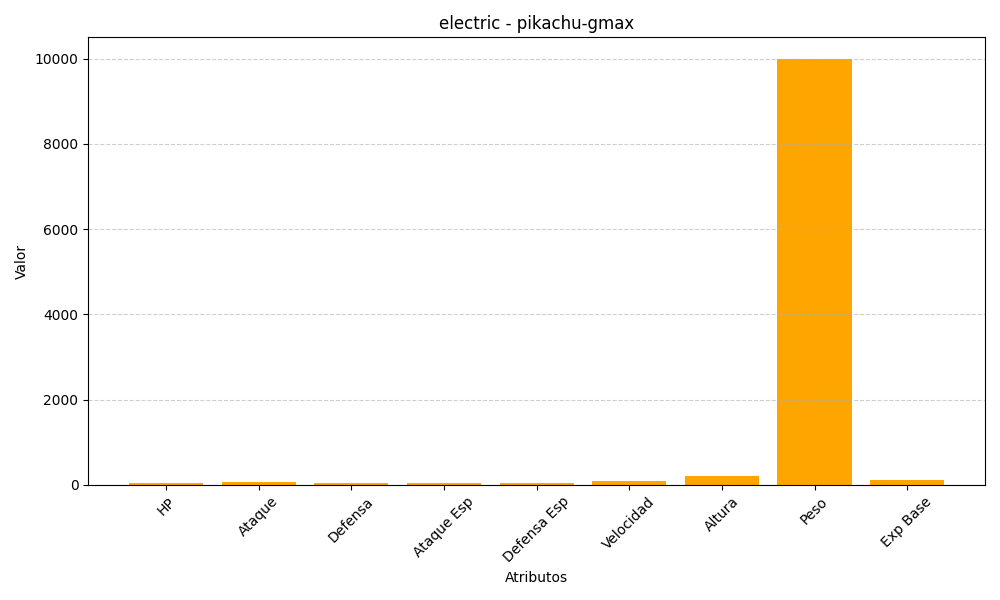 electric - pikachu-gmax
Valor
10000
8000
6000
4000
2000
0
HP
Ataque
Defensa
Ataque Esp
Defensa Esp
Velocidad
Altura
Peso
Exp Base
Atributos